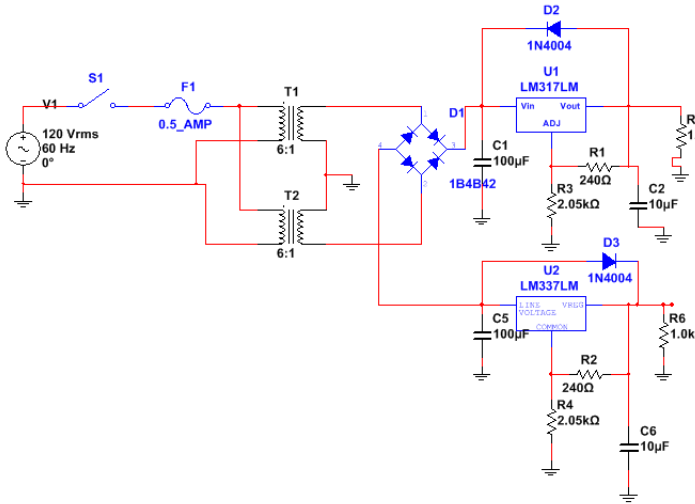 V1
120 Vrms
60 Hz
0°
S1
F1
0.5_AMP
T1
6:1
T2
6:1
D1
1
4
3
2
1B4B42
C1
100µF
D2
1N4004
U1
LM317LM
Vin
Vout
ADJ
R1
240Ω
R3
2.05kΩ
C2
10µF
R
1
D3
1N4004
U2
LM337LM
LINE
VREG
VOLTAGE
COMMON
C5
100µF
R2
240Ω
R4
2.05kΩ
C6
10µF
R6
1.0k